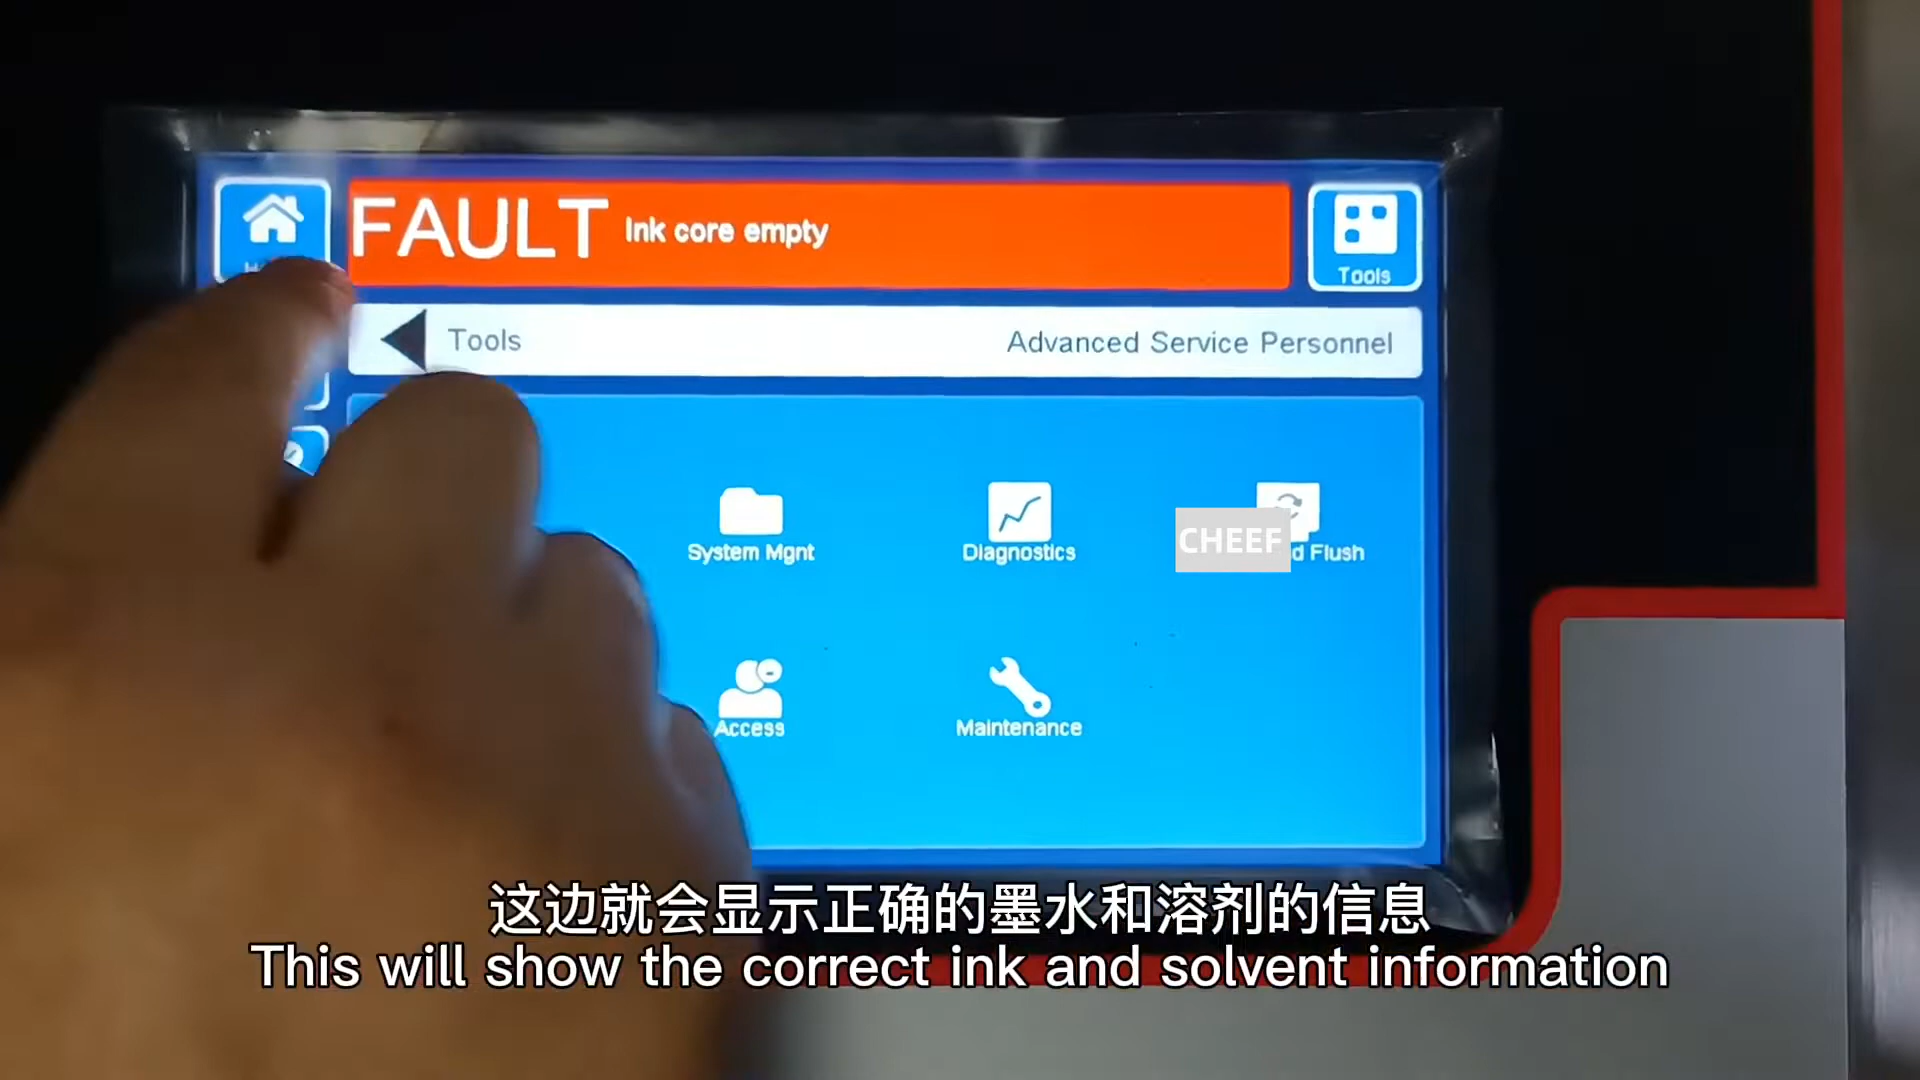 FAULT Ink core empty
Tools
Tools
Advanced Service Personnel
System Mgnt
Diagnostics
CHEEF
d Flush
Access
Maintenance
这边就会显示正确的墨水和溶剂的信息
This will show the correct ink and solvent information